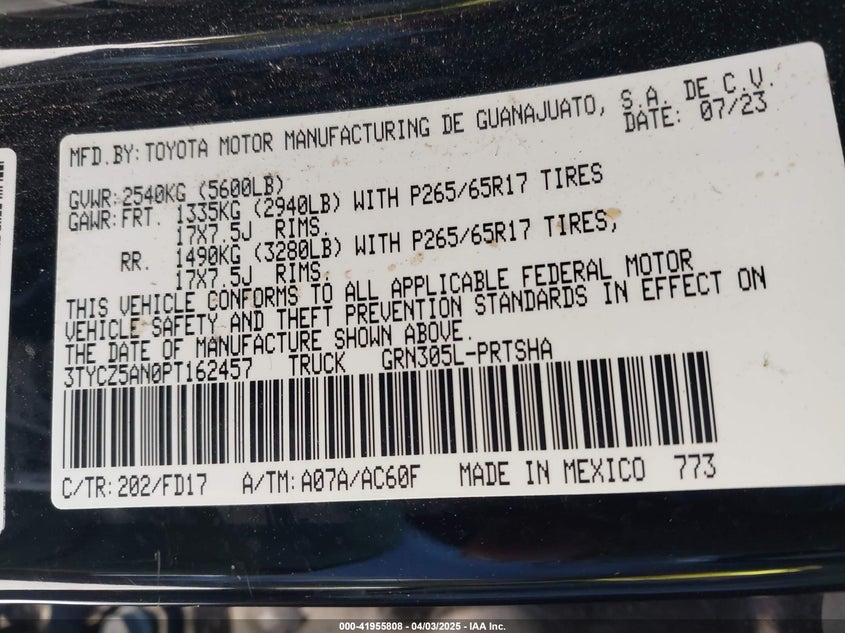 MFD.BY:TOYOTA MOTOR MANUFACTURING DE GUANAJUATO, S.A. DE C.V.
DATE: 07/23
GVWR:2540KG (5600LB)
GAWR:FRT. 1335KG (2940LB) WITH P265/65R17 TIRES
17X7.5J RIMS.
RR. 1490KG (3280LB) WITH P265/65R17 TIRES,
17X7.5J RIMS.
THIS VEHICLE CONFORMS TO ALL APPLICABLE FEDERAL MOTOR
VEHICLE SAFETY AND THEFT PREVENTION STANDARDS IN EFFECT ON
THE DATE OF MANUFACTURE SHOWN ABOVE.
3TYCZ5AN0PT162457 TRUCK GRN305L-PRTSHA
C/TR:202/FD17 A/TM:A07A/AC60F MADE IN MEXICO 773
000-41955808 - 04/03/2025 - IAA Inc.